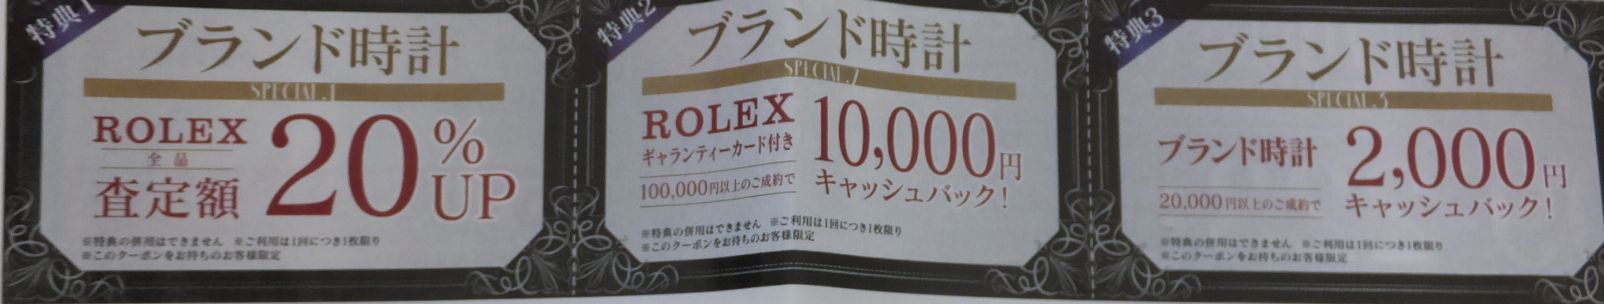 特典1
ブランド時計
SPECIAL.1
ROLEX
全品
査定額
20%UP
※特典の併用はできません ※ご利用は1回につき1枚限り
※このクーポンをお持ちのお客様限定
特典2
ブランド時計
SPECIAL.2
ROLEX
ギャランティーカード付き
100,000円以上のご成約で
10,000円
キャッシュバック!
※特典の併用はできません ※ご利用は1回につき1枚限り
※このクーポンをお持ちのお客様限定
特典3
ブランド時計
SPECIAL.3
ブランド時計
20,000円以上のご成約で
2,000円
キャッシュバック!
※特典の併用はできません ※ご利用は1回につき1枚限り
※このクーポンをお持ちのお客様限定